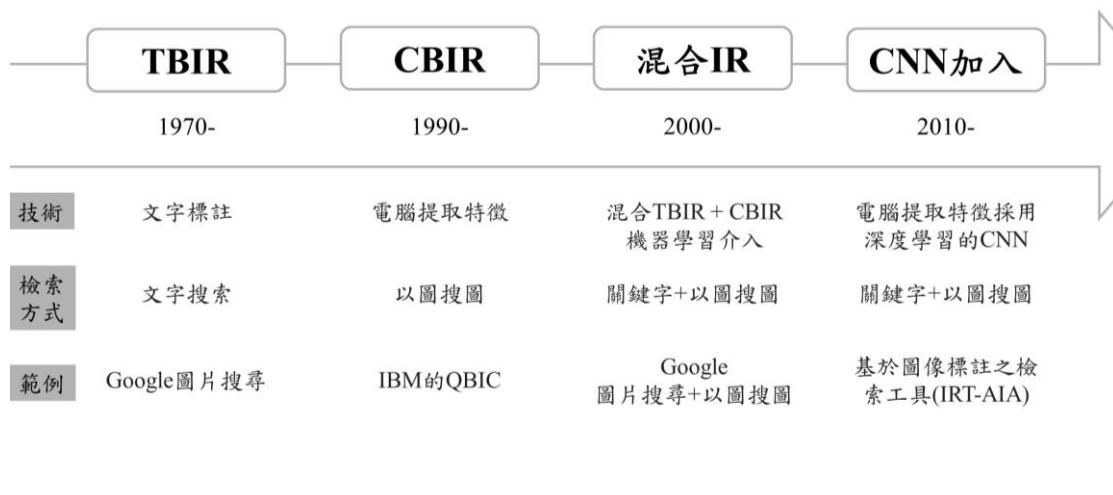 TBIR
CBIR
混合IR
CNN加入
1970-
1990-
2000-
2010-
技術
文字標註
電腦提取特徵
混合TBIR + CBIR
機器學習介入
電腦提取特徵採用
深度學習的CNN
檢索
方式
文字搜索
以圖搜圖
關鍵字+以圖搜圖
關鍵字+以圖搜圖
範例
Google圖片搜尋
IBM的QBIC
Google
圖片搜尋+以圖搜圖
基於圖像標註之檢
索工具(IRT-AIA)